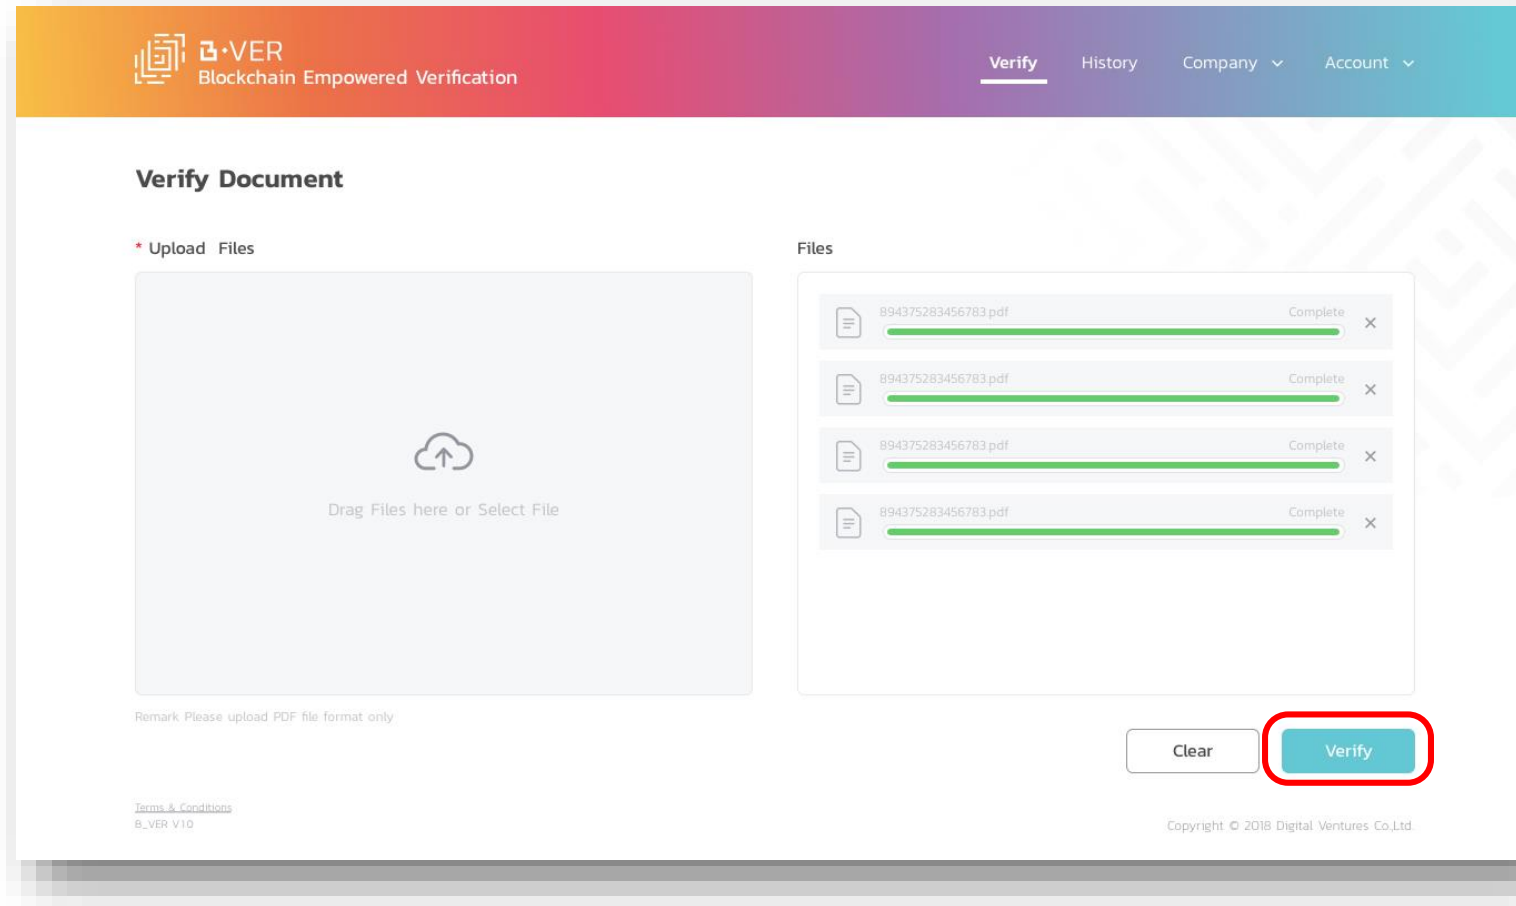 B·VER
Blockchain Empowered Verification
Verify History Company Account
Verify Document
* Upload Files
Files
894375283456783.pdf Complete
894375283456783.pdf Complete
894375283456783.pdf Complete
894375283456783.pdf Complete
Drag Files here or Select File
Remark Please upload PDF file format only
Clear Verify
Terms & Conditions
B_VER V1.0
Copyright © 2018 Digital Ventures Co.,Ltd.